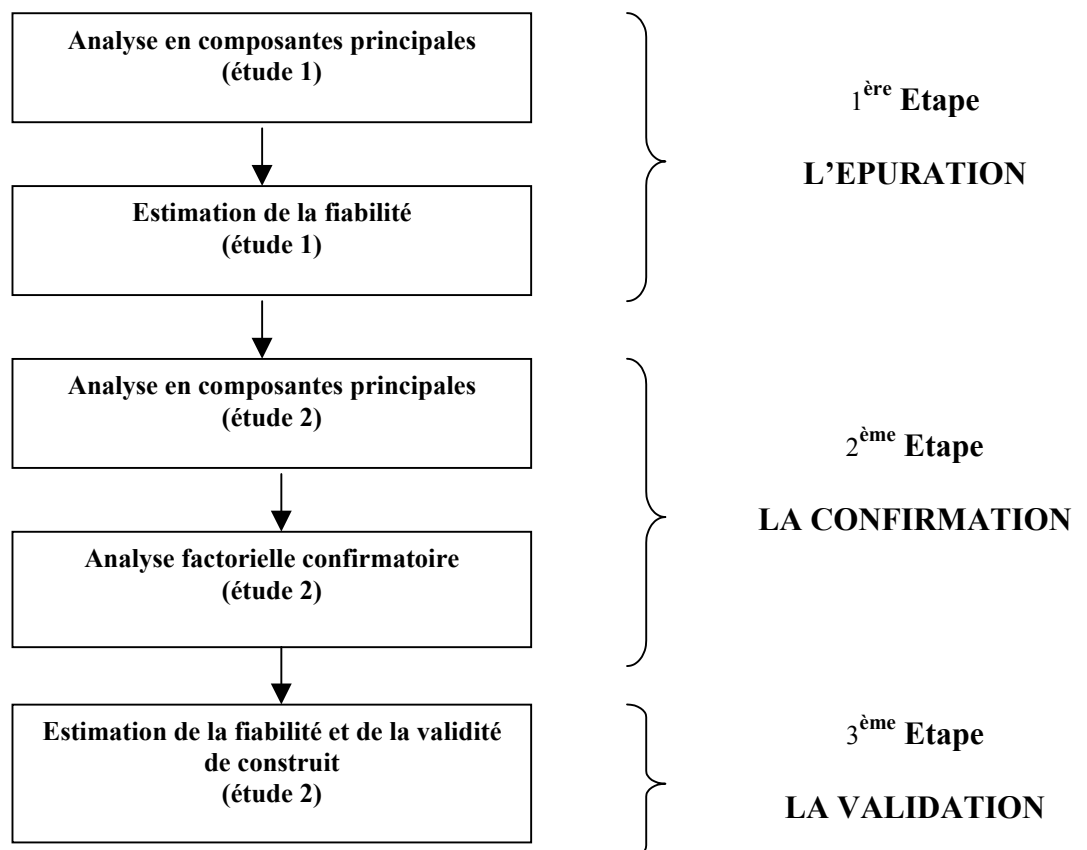 Analyse en composantes principales
(étude 1)
1ère Etape
L’EPURATION
Estimation de la fiabilité
(étude 1)
Analyse en composantes principales
(étude 2)
2ème Etape
LA CONFIRMATION
Analyse factorielle confirmatoire
(étude 2)
Estimation de la fiabilité et de la validité
de construit
(étude 2)
3ème Etape
LA VALIDATION